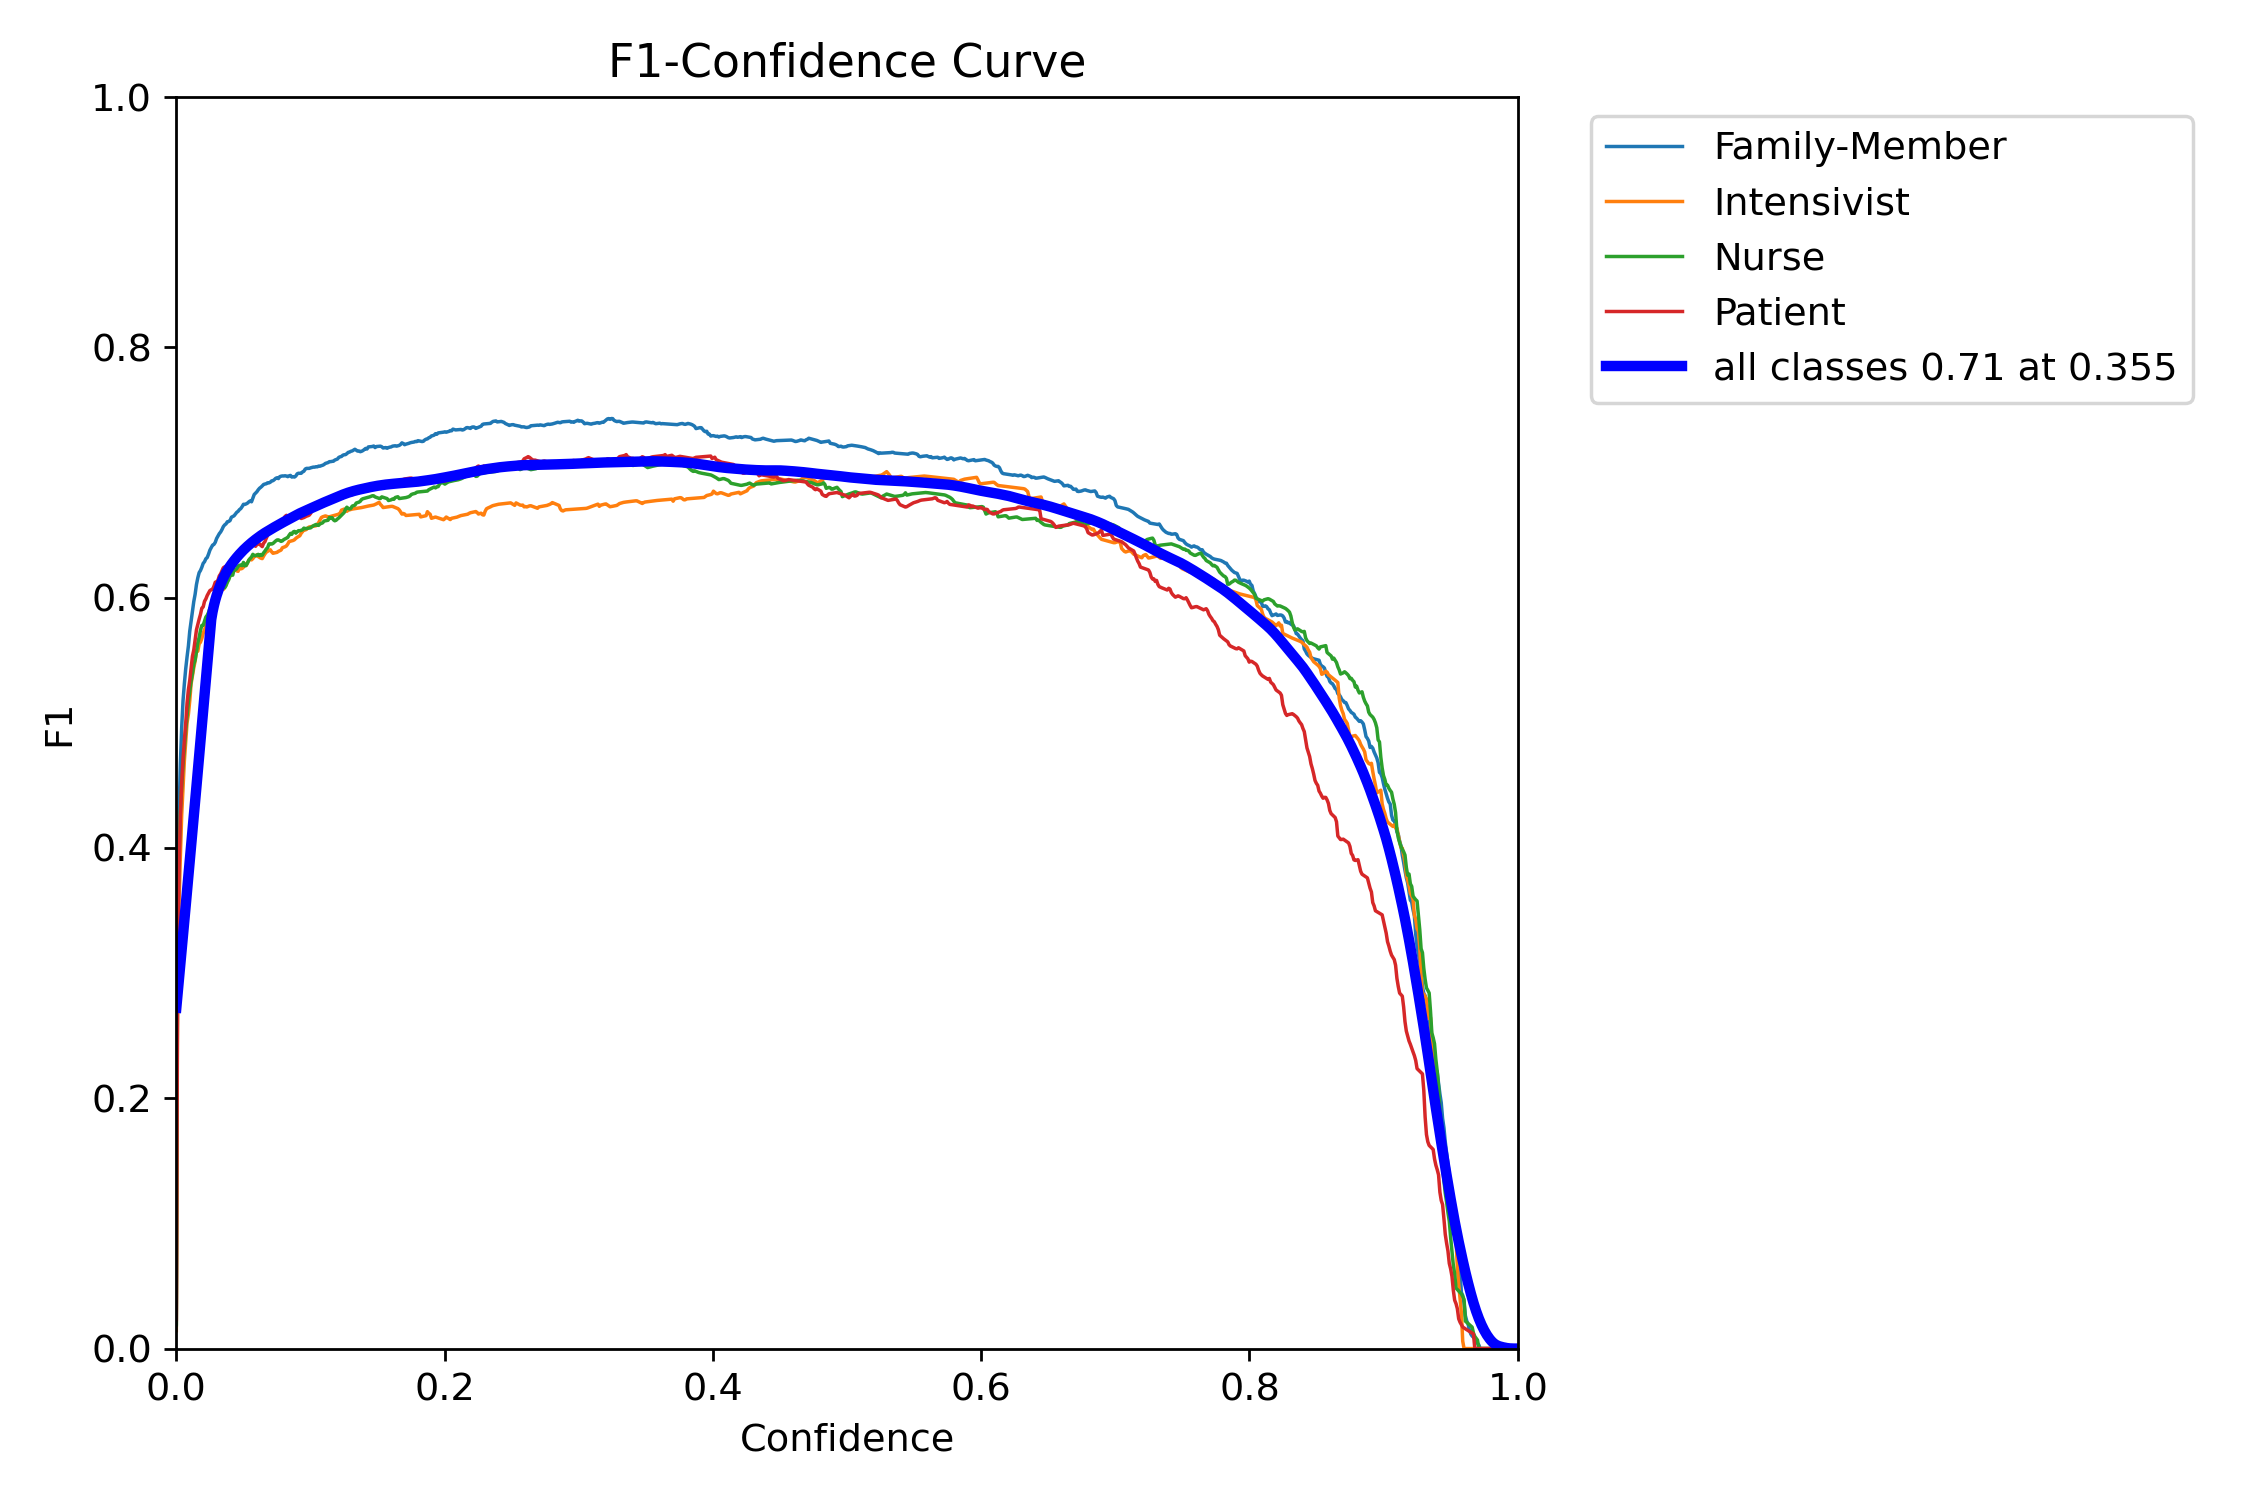 F1-Confidence Curve
1.0
0.8
0.6
0.4
0.2
0.0
F1
0.0 0.2 0.4 0.6 0.8 1.0
Confidence
Family-Member
Intensivist
Nurse
Patient
all classes 0.71 at 0.355